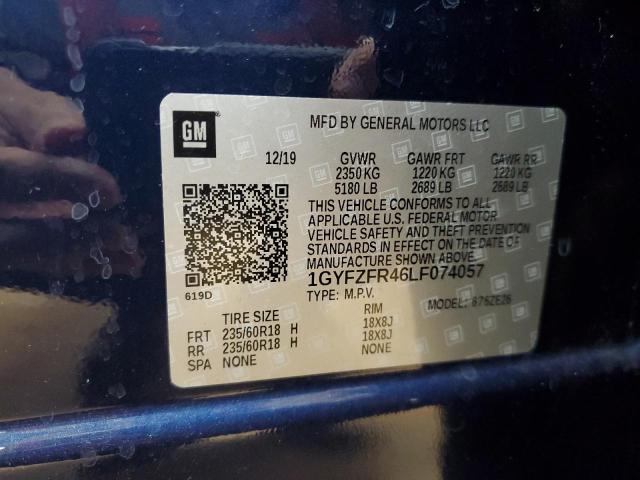 GM
MFD BY GENERAL MOTORS LLC
12/19 GVWR GAWR FRT GAWR RR
2350 KG 1220 KG 1220 KG
5180 LB 2689 LB 2689 LB
THIS VEHICLE CONFORMS TO ALL
APPLICABLE U.S. FEDERAL MOTOR
VEHICLE SAFETY AND THEFT PREVENTION
STANDARDS IN EFFECT ON THE DATE OF
MANUFACTURE SHOWN ABOVE.
619D
1GYFZFR46LF074057
TYPE: M.P.V. MODEL: 676ZE26
TIRE SIZE RIM
FRT 235/60R18 H 18X8J
RR 235/60R18 H 18X8J
SPA NONE NONE